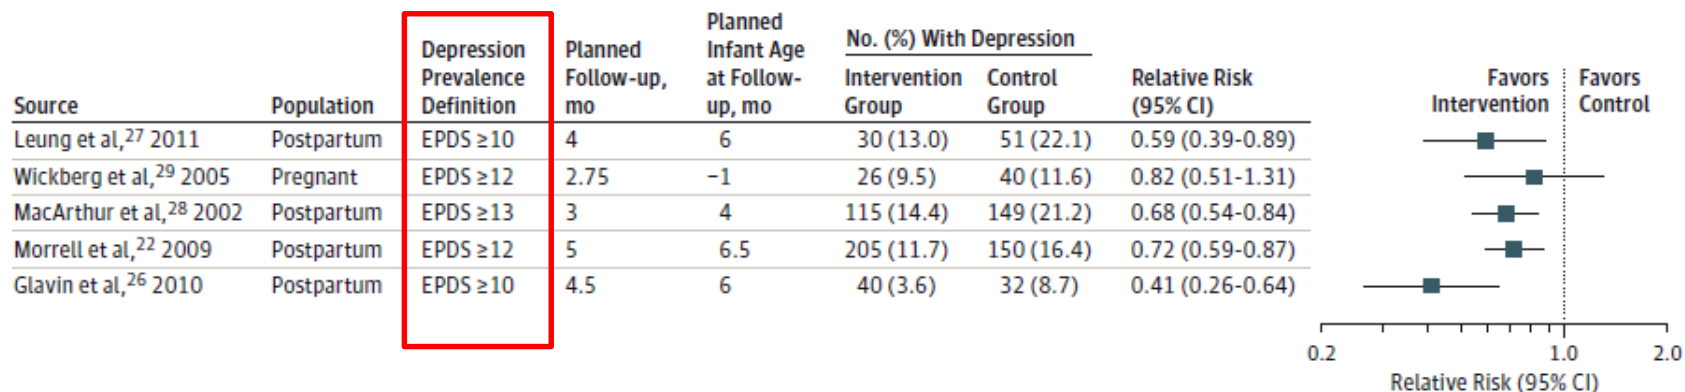 Source Population Depression Prevalence Definition Planned Follow-up, mo Planned Infant Age at Follow-up, mo No. (%) With Depression Intervention Group Control Group Relative Risk (95% CI) Favors Intervention Favors Control
Leung et al,27 2011 Postpartum EPDS ≥10 4 6 30 (13.0) 51 (22.1) 0.59 (0.39-0.89)
Wickberg et al,29 2005 Pregnant EPDS ≥12 2.75 −1 26 (9.5) 40 (11.6) 0.82 (0.51-1.31)
MacArthur et al,28 2002 Postpartum EPDS ≥13 3 4 115 (14.4) 149 (21.2) 0.68 (0.54-0.84)
Morrell et al,22 2009 Postpartum EPDS ≥12 5 6.5 205 (11.7) 150 (16.4) 0.72 (0.59-0.87)
Glavin et al,26 2010 Postpartum EPDS ≥10 4.5 6 40 (3.6) 32 (8.7) 0.41 (0.26-0.64)
0.2 1.0 2.0
Relative Risk (95% CI)